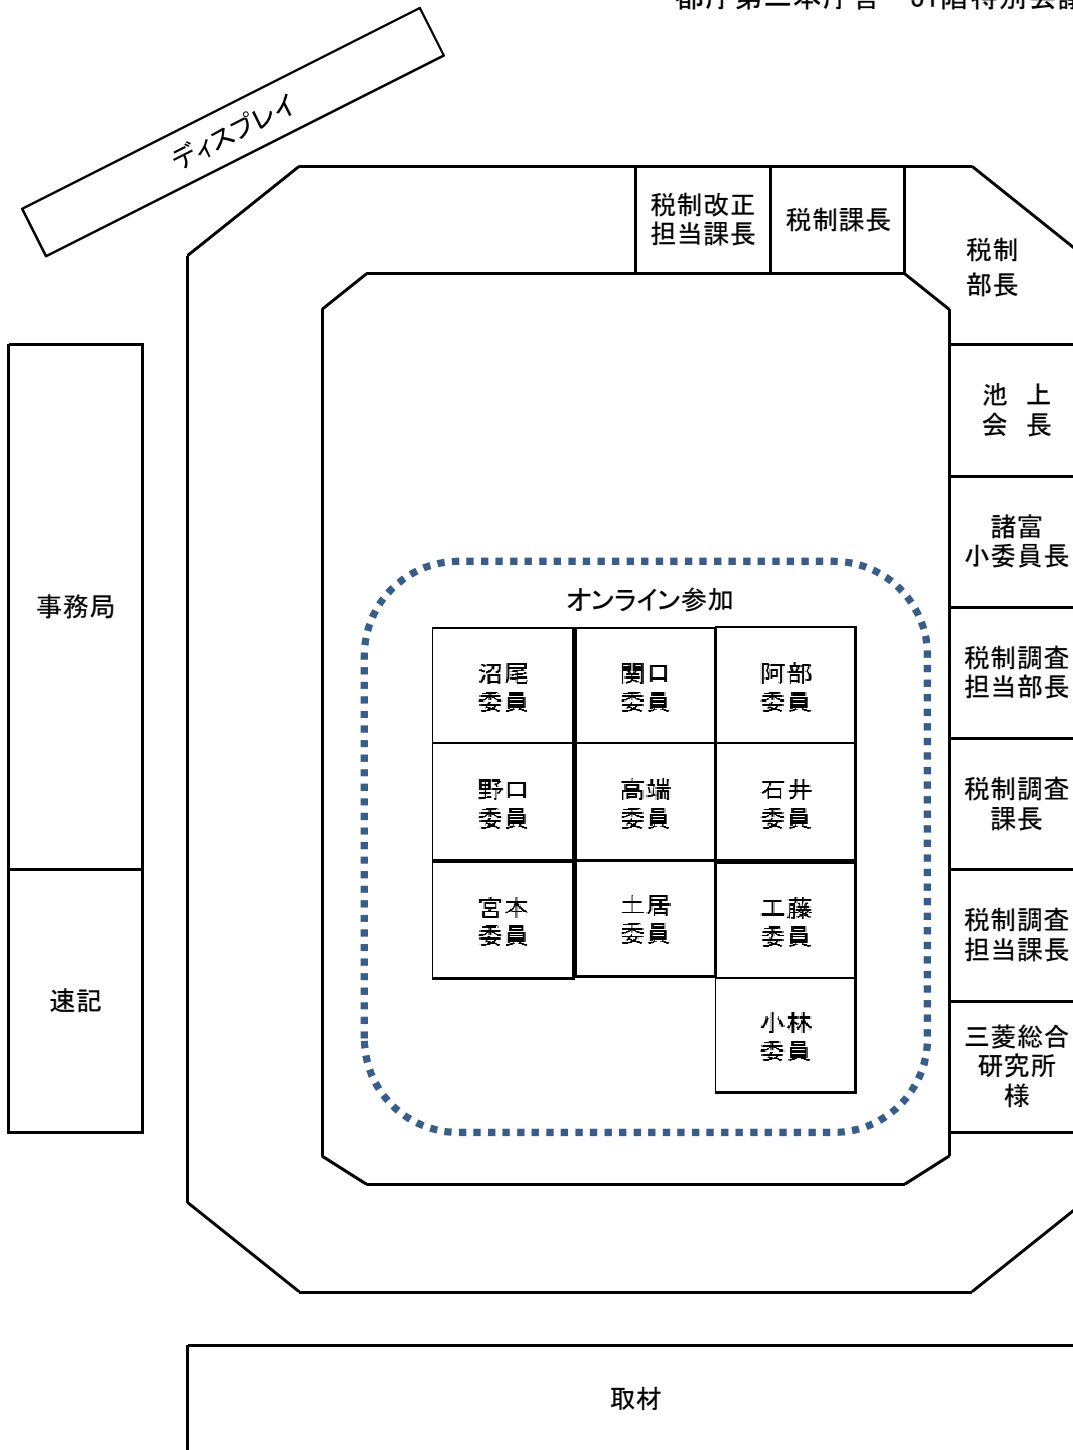 ディスプレイ
税制改正
担当課長
税制課長
税制
部長
池 上
会 長
諸富
小委員長
税制調査
担当部長
税制調査
課長
税制調査
担当課長
三菱総合
研究所
様
事務局
速記
オンライン参加
沼尾
委員
関口
委員
阿部
委員
野口
委員
高端
委員
石井
委員
宮本
委員
土居
委員
工藤
委員
小林
委員
取材